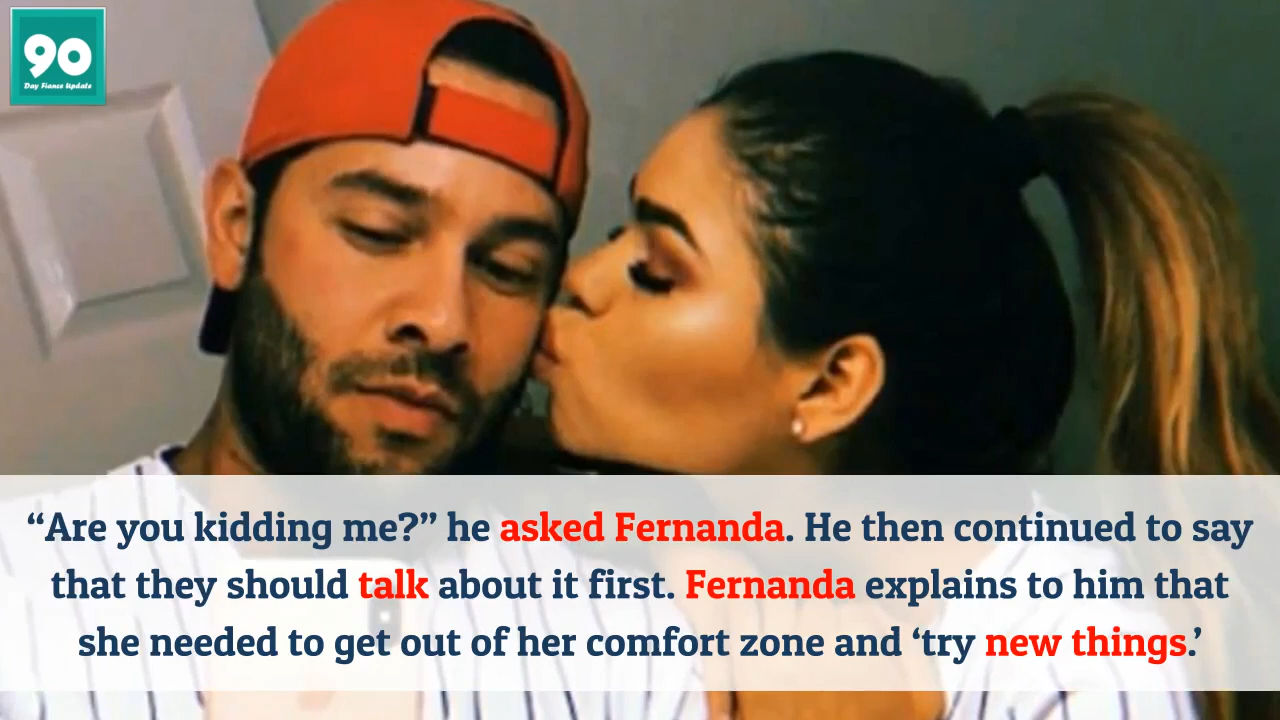 90
Day Fiance Update
“Are you kidding me?” he asked Fernanda. He then continued to say
that they should talk about it first. Fernanda explains to him that
she needed to get out of her comfort zone and ‘try new things.’